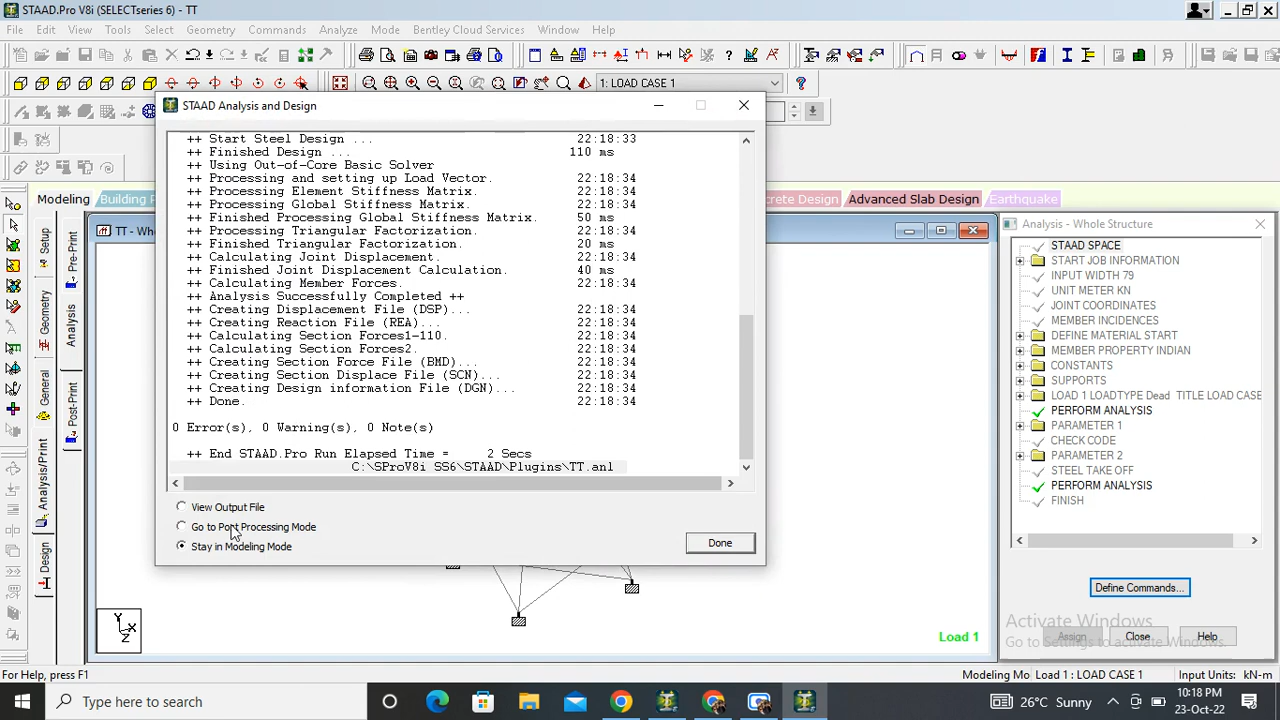 STAAD.Pro V8i (SELECTseries 6) - TT
File Edit View Tools Select Geometry Commands Analyze Mode Bentley Cloud Services Window Help
1: LOAD CASE 1
STAAD Analysis and Design
Modeling
Building P
crete Design
Advanced Slab Design
Earthquake
TT - Who
++ Start Steel Design ... 22:18:33
++ Finished Design ... 110 ms
++ Using Out-of-Core Basic Solver
++ Processing and setting up Load Vector. 22:18:34
++ Processing Element Stiffness Matrix. 22:18:34
++ Processing Global Stiffness Matrix. 22:18:34
++ Finished Processing Global Stiffness Matrix. 50 ms
++ Processing Triangular Factorization. 22:18:34
++ Finished Triangular Factorization. 20 ms
++ Calculating Joint Displacement. 22:18:34
++ Finished Joint Displacement Calculation. 40 ms
++ Calculating Member Forces. 22:18:34
++ Analysis Successfully Completed ++
++ Creating Displacement File (DSP)... 22:18:34
++ Creating Reaction File (REA)... 22:18:34
++ Calculating Section Forces1-110. 22:18:34
++ Calculating Section Forces2. 22:18:34
++ Creating Section Force File (BMD)... 22:18:34
++ Creating Section Displace File (SCN)... 22:18:34
++ Creating Design information File (DGN)... 22:18:34
++ Done. 22:18:34
0 Error(s), 0 Warning(s), 0 Note(s)
++ End STAAD.Pro Run Elapsed Time = 2 Secs
C:\SProV8i SS6\STAAD\Plugins\TT.anl
View Output File
Go to Post Processing Mode
Stay in Modeling Mode
Done
Setup
Geometry
General
Analysis/Print
Design
Pre-Print
Analysis
Post-Print
Y
X
Z
Load 1
Analysis - Whole Structure
STAAD SPACE
START JOB INFORMATION
INPUT WIDTH 79
UNIT METER KN
JOINT COORDINATES
MEMBER INCIDENCES
DEFINE MATERIAL START
MEMBER PROPERTY INDIAN
CONSTANTS
SUPPORTS
LOAD 1 LOADTYPE Dead TITLE LOAD CASE
PERFORM ANALYSIS
PARAMETER 1
CHECK CODE
PARAMETER 2
STEEL TAKE OFF
PERFORM ANALYSIS
FINISH
Define Commands...
Assign Close Help
Activate Windows
Go to Settings to activate Windows.
For Help, press F1
Modeling Mo Load 1 : LOAD CASE 1 Input Units: kN-m
Type here to search
26°C Sunny
10:18 PM
23-Oct-22